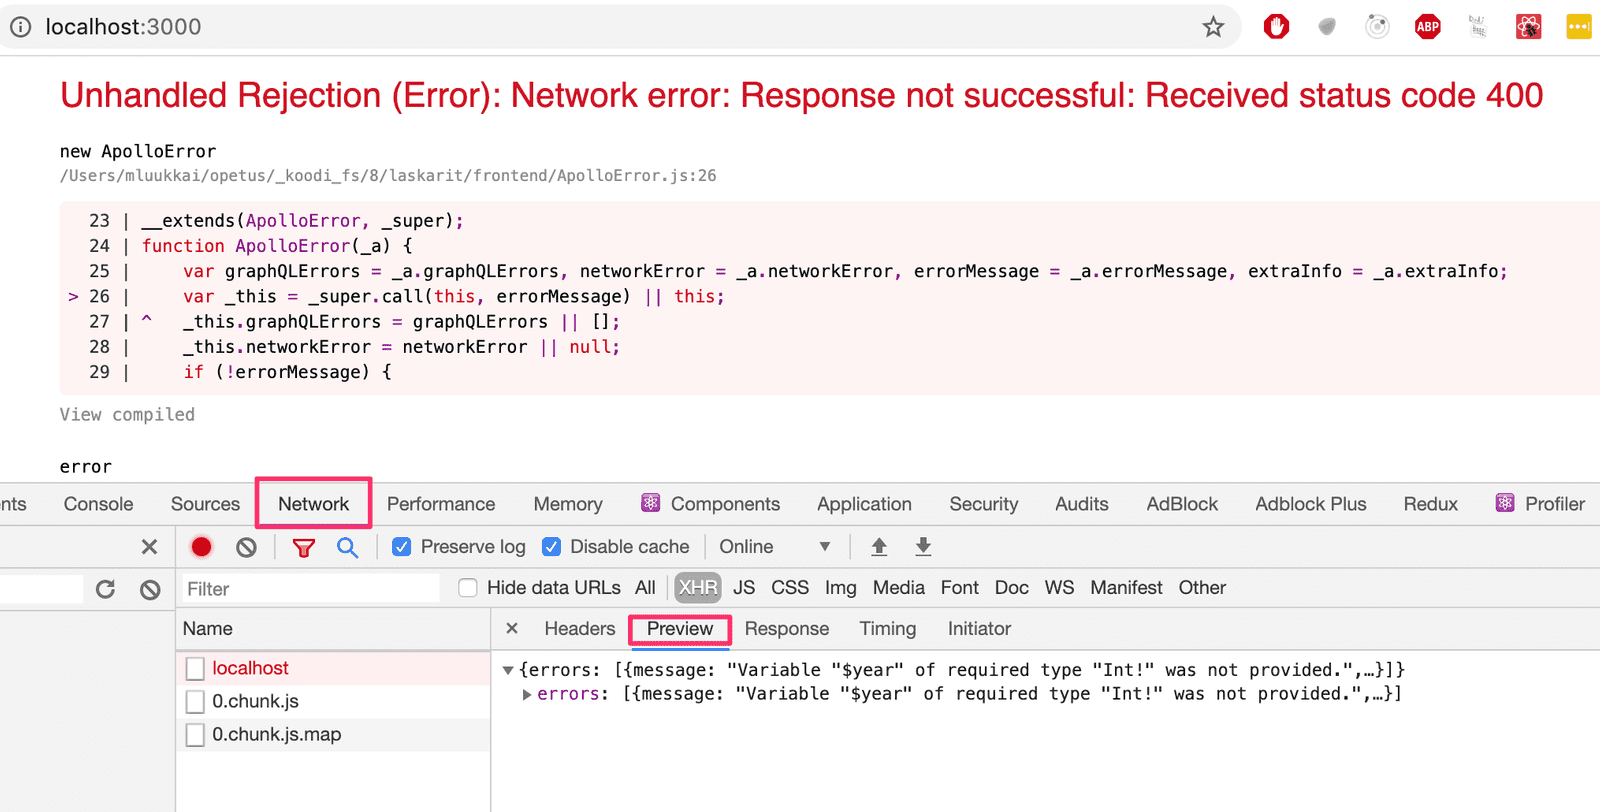 localhost:3000
ABP
Unhandled Rejection (Error): Network error: Response not successful: Received status code 400
new ApolloError
/Users/mluukkai/opetus/_koodi_fs/8/laskarit/frontend/ApolloError.js:26
23 | __extends(ApolloError, _super);
24 | function ApolloError(_a) {
25 |     var graphQLErrors = _a.graphQLErrors, networkError = _a.networkError, errorMessage = _a.errorMessage, extraInfo = _a.extraInfo;
> 26 |     var _this = _super.call(this, errorMessage) || this;
27 | ^   _this.graphQLErrors = graphQLErrors || [];
28 |     _this.networkError = networkError || null;
29 |     if (!errorMessage) {
View compiled
error
nts Console Sources Network Performance Memory Components Application Security Audits AdBlock Adblock Plus Redux Profiler
Preserve log Disable cache Online
Filter Hide data URLs All XHR JS CSS Img Media Font Doc WS Manifest Other
Name Headers Preview Response Timing Initiator
localhost
{errors: [{message: "Variable "$year" of required type "Int!" was not provided.",…}]}
errors: [{message: "Variable "$year" of required type "Int!" was not provided.",…}]
0.chunk.js
0.chunk.js.map